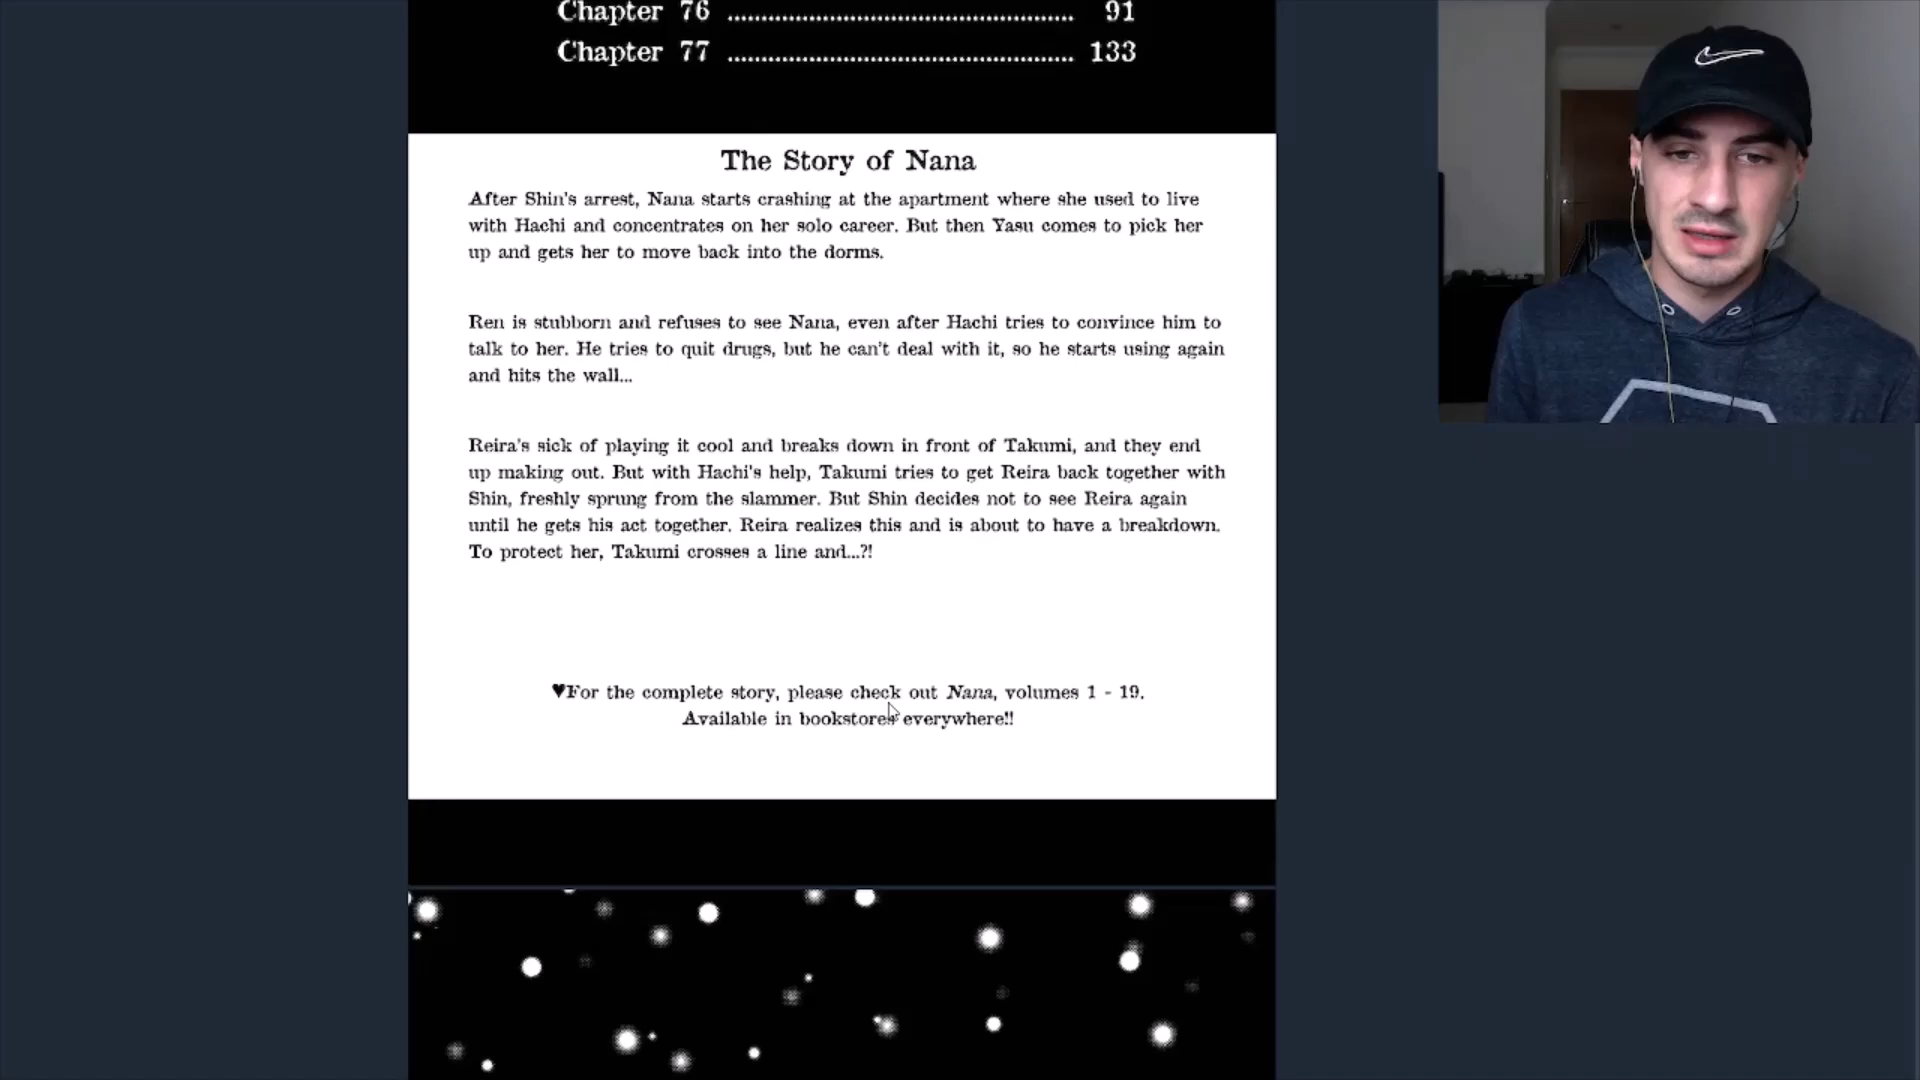 Chapter 76 ................................................... 91
Chapter 77 ................................................... 133
The Story of Nana
After Shin's arrest, Nana starts crashing at the apartment where she used to live
with Hachi and concentrates on her solo career. But then Yasu comes to pick her
up and gets her to move back into the dorms.
Ren is stubborn and refuses to see Nana, even after Hachi tries to convince him to
talk to her. He tries to quit drugs, but he can't deal with it, so he starts using again
and hits the wall...
Reira's sick of playing it cool and breaks down in front of Takumi, and they end
up making out. But with Hachi's help, Takumi tries to get Reira back together with
Shin, freshly sprung from the slammer. But Shin decides not to see Reira again
until he gets his act together. Reira realizes this and is about to have a breakdown.
To protect her, Takumi crosses a line and...?!
♥For the complete story, please check out Nana, volumes 1 - 19.
Available in bookstores everywhere!!